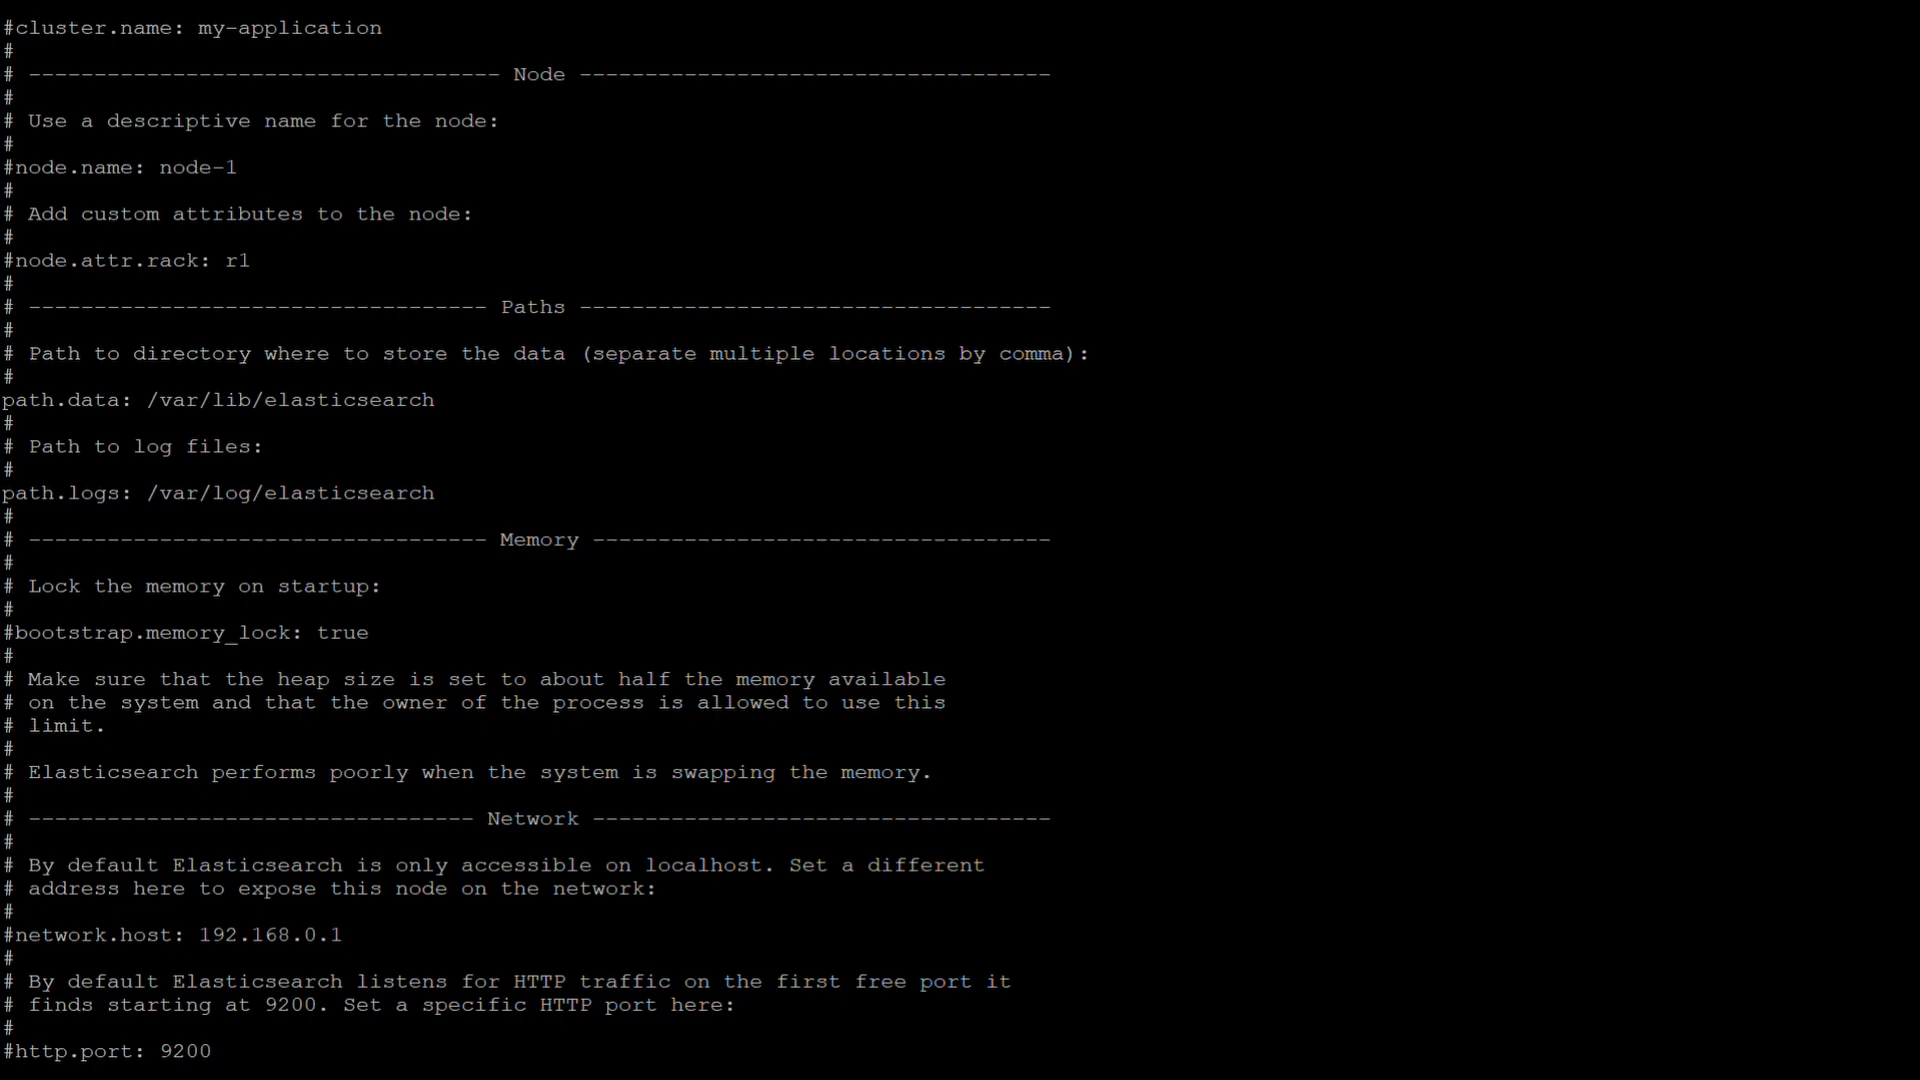 #cluster.name: my-application
#
# ------------------------------------ Node ------------------------------------
#
# Use a descriptive name for the node:
#
#node.name: node-1
#
# Add custom attributes to the node:
#
#node.attr.rack: r1
#
# ----------------------------------- Paths ------------------------------------
#
# Path to directory where to store the data (separate multiple locations by comma):
#
path.data: /var/lib/elasticsearch
#
# Path to log files:
#
path.logs: /var/log/elasticsearch
#
# ----------------------------------- Memory -----------------------------------
#
# Lock the memory on startup:
#
#bootstrap.memory_lock: true
#
# Make sure that the heap size is set to about half the memory available
# on the system and that the owner of the process is allowed to use this
# limit.
#
# Elasticsearch performs poorly when the system is swapping the memory.
#
# ---------------------------------- Network -----------------------------------
#
# By default Elasticsearch is only accessible on localhost. Set a different
# address here to expose this node on the network:
#
#network.host: 192.168.0.1
#
# By default Elasticsearch listens for HTTP traffic on the first free port it
# finds starting at 9200. Set a specific HTTP port here:
#
#http.port: 9200